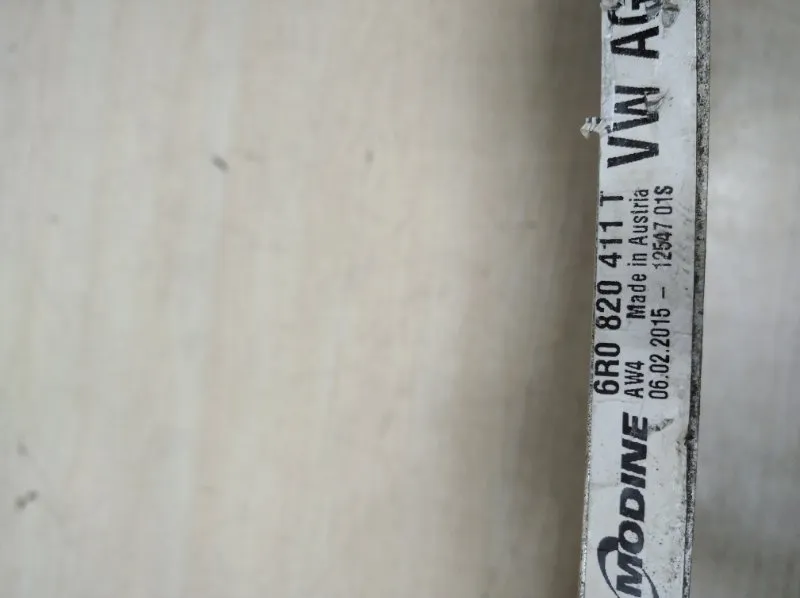 MODINE
6R0 820 411 T
VW AG
AW4 Made in Austria
06.02.2015 - 12547 01S